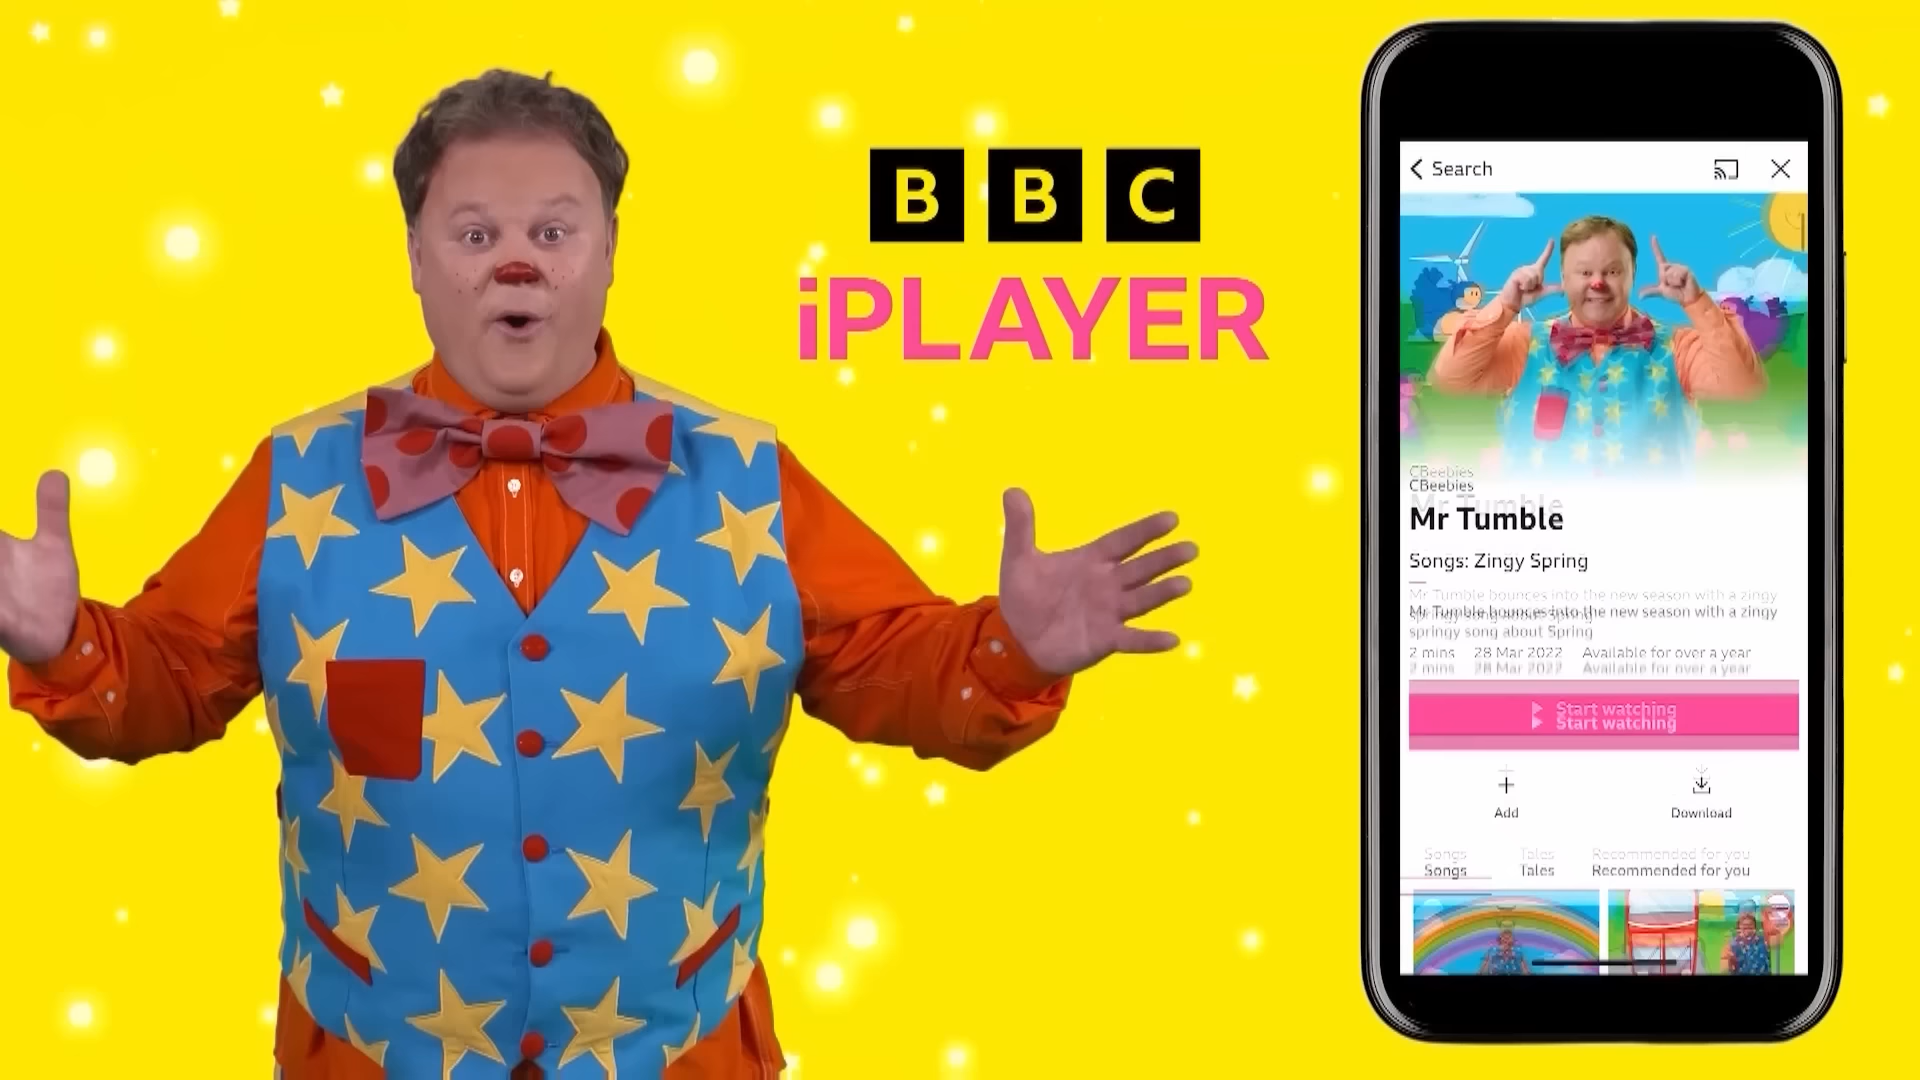 BBC
iPLAYER
Search
CBeebies
Mr Tumble
Songs: Zingy Spring
Mr Tumble bounces into the new season with a zingy
springy song about Spring
2 mins 28 Mar 2022 Available for over a year
Start watching
Add Download
Songs Tales Recommended for you